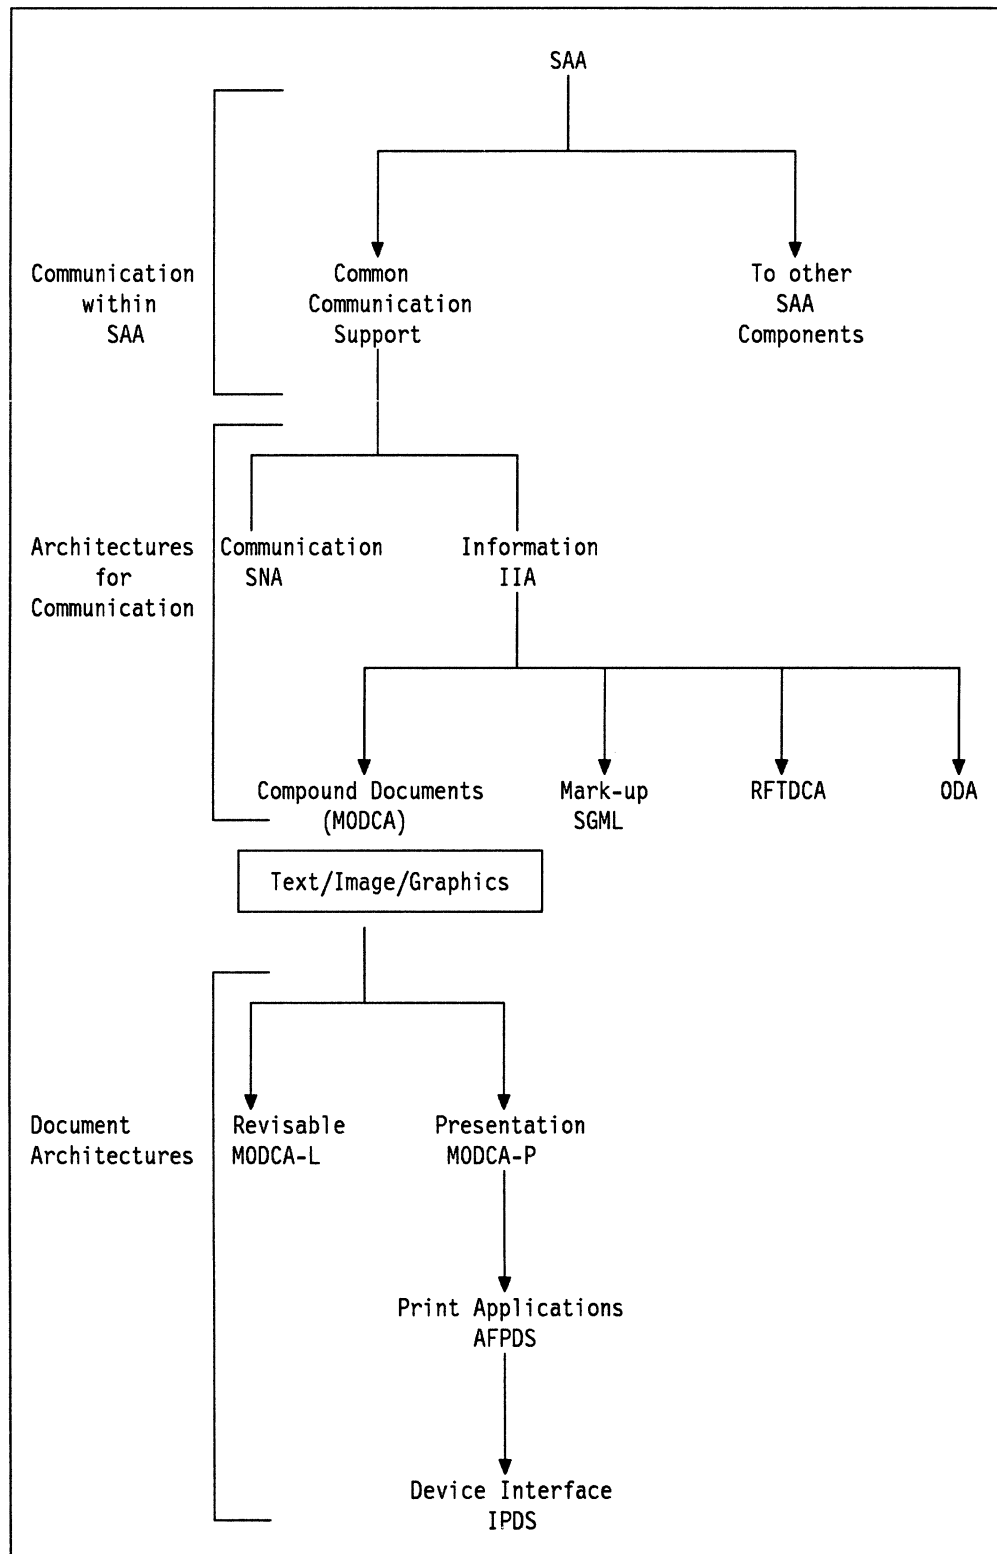 SAA
Communication
within
SAA
Common
Communication
Support
To other
SAA
Components
Architectures
for
Communication
Communication
SNA
Information
IIA
Compound Documents
(MODCA)
Mark-up
SGML
RFTDCA
ODA
Text/Image/Graphics
Document
Architectures
Revisable
MODCA-L
Presentation
MODCA-P
Print Applications
AFPDS
Device Interface
IPDS